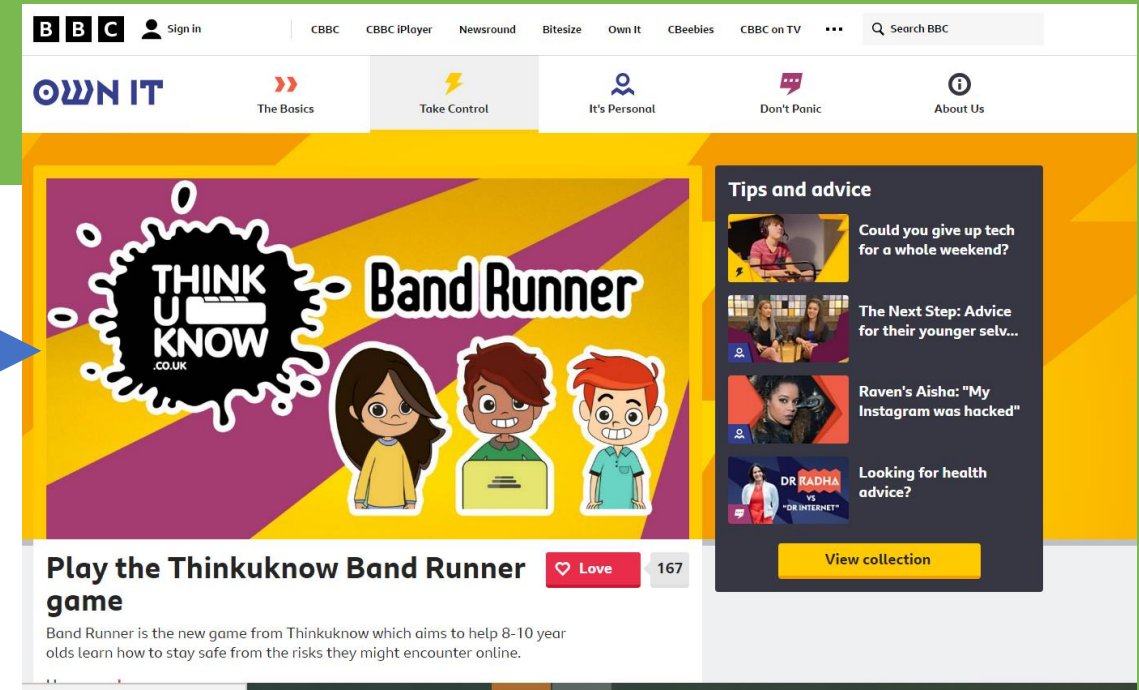 BBC Sign in CBBC CBBC iPlayer Newsround Bitesize Own It CBeebies CBBC on TV ••• Search BBC
OWN IT The Basics Take Control It's Personal Don't Panic About Us
THINK
U
KNOW
.CO.UK
Band Runner
Play the Thinkuknow Band Runner
game
Love 167
Band Runner is the new game from Thinkuknow which aims to help 8-10 year
olds learn how to stay safe from the risks they might encounter online.
Tips and advice
Could you give up tech
for a whole weekend?
The Next Step: Advice
for their younger selv...
Raven's Aisha: "My
Instagram was hacked"
DR RADHA
VS
"DR INTERNET"
Looking for health
advice?
View collection